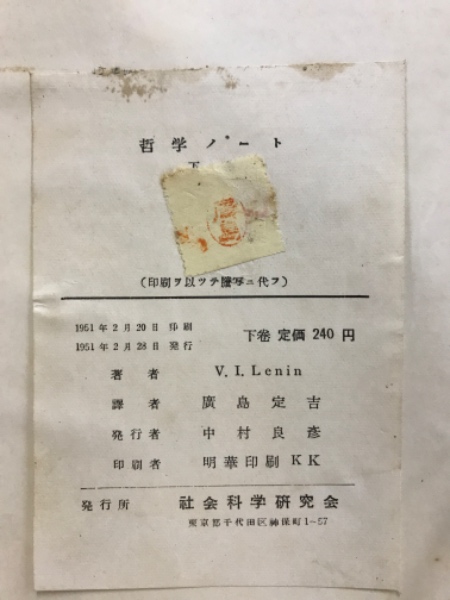 哲学ノート
下
(印刷ヲ以ツテ謄写ニ代フ)
1951年2月20日 印刷
1951年2月28日 発行
下巻 定価 240 円
著者 V. I. Lenin
譯者 廣島定吉
発行者 中村良彦
印刷者 明華印刷 KK
発行所 社会科学研究会
東京都千代田区神保町1-57